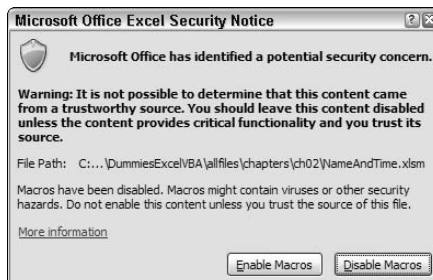 Microsoft Office Excel Security Notice
Microsoft Office has identified a potential security concern.
Warning: It is not possible to determine that this content came
from a trustworthy source. You should leave this content disabled
unless the content provides critical functionality and you trust its
source.
File Path: C:...\DummiesExcelVBA\allfiles\chapters\ch02\NameAndTime.xlsm
Macros have been disabled. Macros might contain viruses or other security
hazards. Do not enable this content unless you trust the source of this file.
More information
Enable Macros Disable Macros